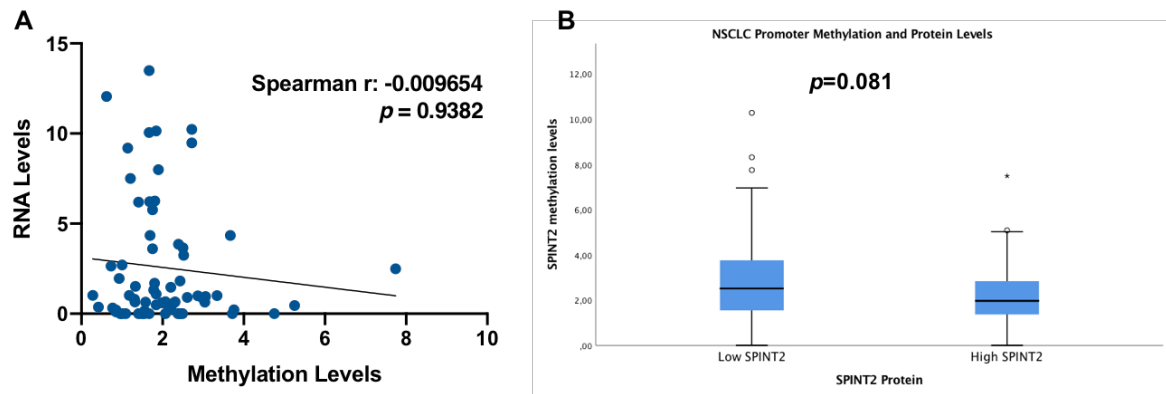 A
15
10
5
0
0
2
4
6
8
10
RNA Levels
Methylation Levels
Spearman r: -0.009654
p = 0.9382
B
NSCLC Promoter Methylation and Protein Levels
p=0.081
12,00
10,00
8,00
6,00
4,00
2,00
,00
SPINT2 methylation levels
Low SPINT2
High SPINT2
SPINT2 Protein